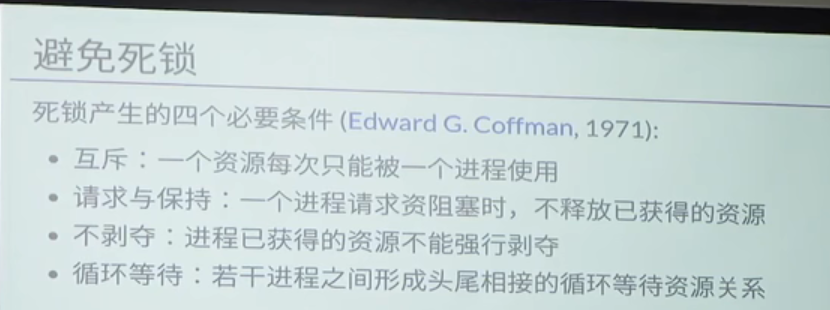 避免死锁
死锁产生的四个必要条件 (Edward G. Coffman, 1971):
• 互斥：一个资源每次只能被一个进程使用
• 请求与保持：一个进程请求资阻塞时，不释放已获得的资源
• 不剥夺：进程已获得的资源不能强行剥夺
• 循环等待：若干进程之间形成头尾相接的循环等待资源关系